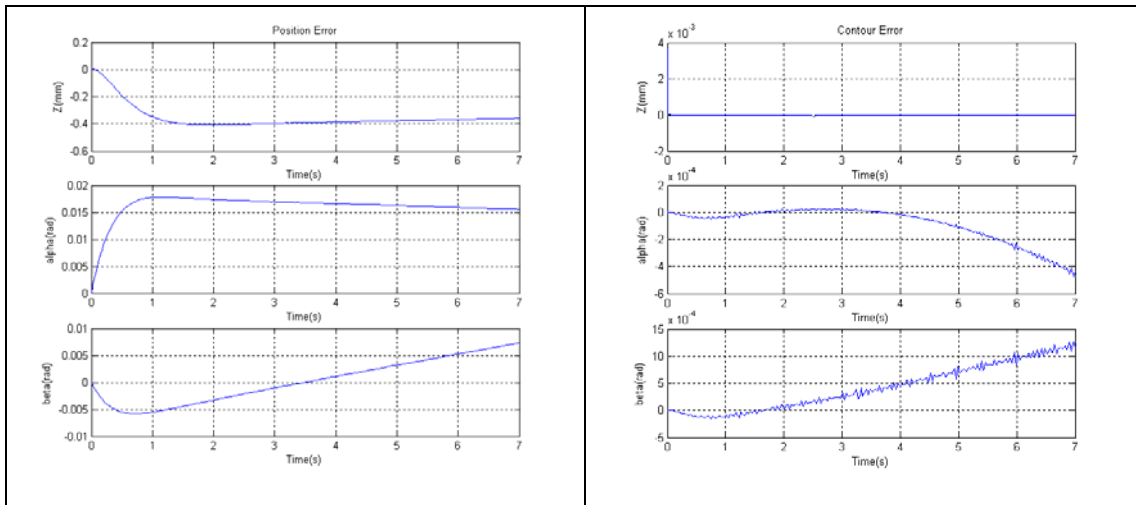 Position Error
0.2
0
-0.2
-0.4
-0.6
Z(mm)
0 1 2 3 4 5 6 7
Time(s)
0.02
0.015
0.01
0.005
0
alpha(rad)
0 1 2 3 4 5 6 7
Time(s)
0.01
0.005
0
-0.005
-0.01
beta(rad)
0 1 2 3 4 5 6 7
Time(s)
Contour Error
x 10^-3
4
2
0
-2
Z(mm)
0 1 2 3 4 5 6 7
Time(s)
x 10^-4
2
0
-2
-4
-6
alpha(rad)
0 1 2 3 4 5 6 7
Time(s)
x 10^-4
15
10
5
0
-5
beta(rad)
0 1 2 3 4 5 6 7
Time(s)